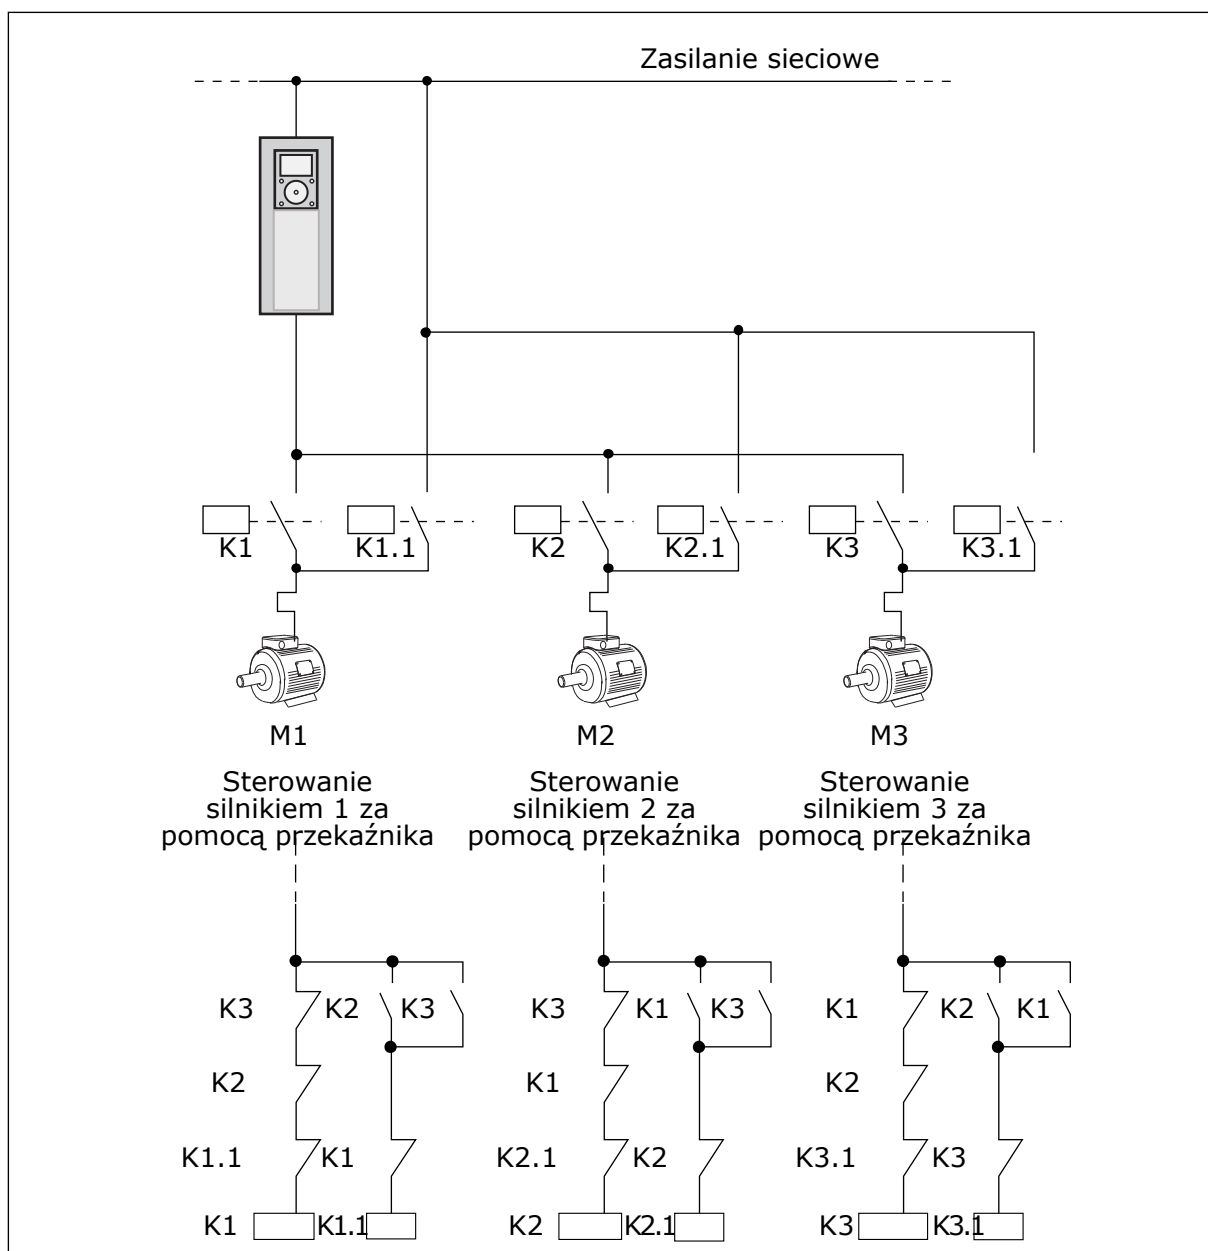 Zasilanie sieciowe
K1 K1.1 K2 K2.1 K3 K3.1
M1 M2 M3
Sterowanie
silnikiem 1 za
pomocą przekaźnika
Sterowanie
silnikiem 2 za
pomocą przekaźnika
Sterowanie
silnikiem 3 za
pomocą przekaźnika
K3 K2 K3 K3 K1 K3 K1 K2 K1
K2 K1 K2
K1.1 K1 K2.1 K2 K3.1 K3
K1 K1.1 K2 K2.1 K3 K3.1